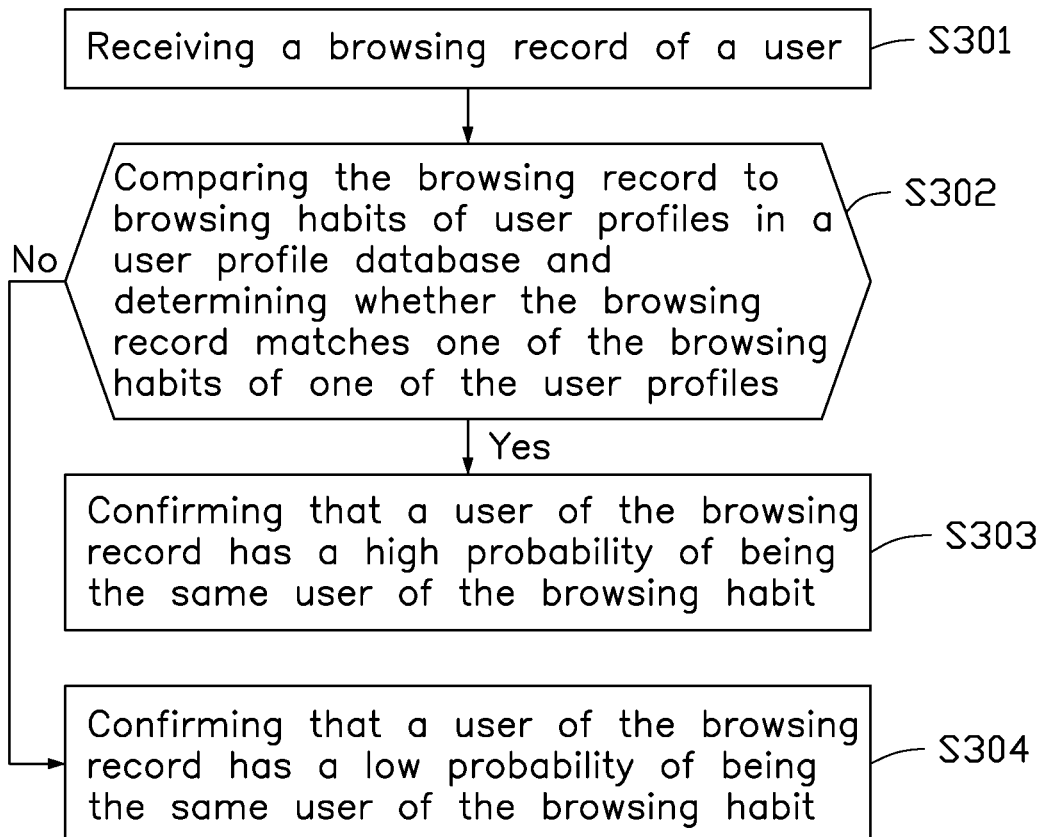 Receiving a browsing record of a user
S301
Comparing the browsing record to
browsing habits of user profiles in a
user profile database and
determining whether the browsing
record matches one of the browsing
habits of one of the user profiles
S302
No
Yes
Confirming that a user of the browsing
record has a high probability of being
the same user of the browsing habit
S303
Confirming that a user of the browsing
record has a low probability of being
the same user of the browsing habit
S304